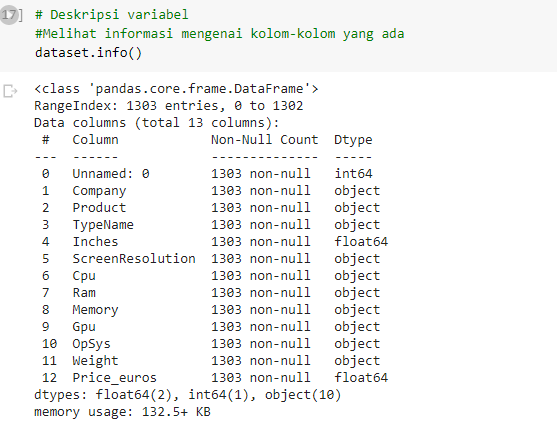 17]
# Deskripsi variabel
#Melihat informasi mengenai kolom-kolom yang ada
dataset.info()
<class 'pandas.core.frame.DataFrame'>
RangeIndex: 1303 entries, 0 to 1302
Data columns (total 13 columns):
 #   Column            Non-Null Count  Dtype
---  ------            --------------  -----
 0   Unnamed: 0        1303 non-null   int64
 1   Company           1303 non-null   object
 2   Product           1303 non-null   object
 3   TypeName          1303 non-null   object
 4   Inches            1303 non-null   float64
 5   ScreenResolution  1303 non-null   object
 6   Cpu               1303 non-null   object
 7   Ram               1303 non-null   object
 8   Memory            1303 non-null   object
 9   Gpu               1303 non-null   object
 10  OpSys             1303 non-null   object
 11  Weight            1303 non-null   object
 12  Price_euros       1303 non-null   float64
dtypes: float64(2), int64(1), object(10)
memory usage: 132.5+ KB